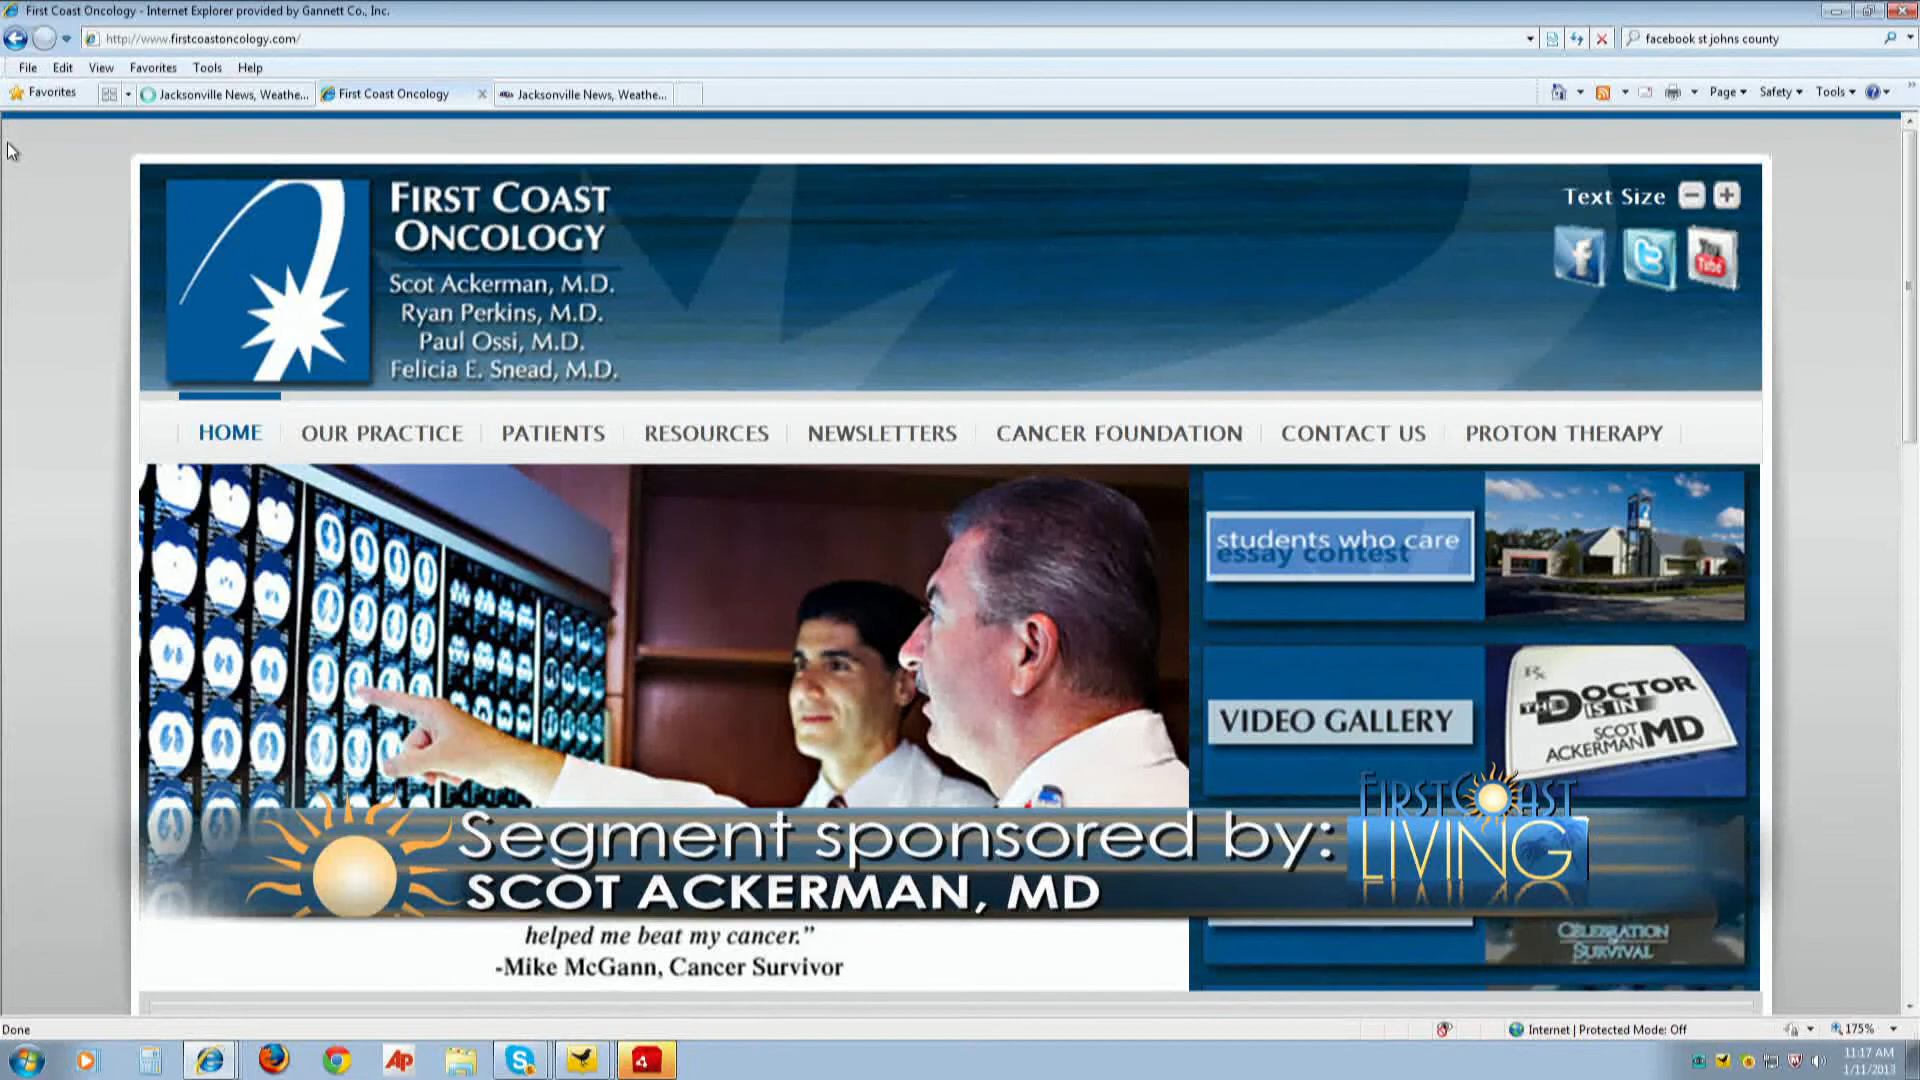 First Coast Oncology - Internet Explorer provided by Gannett Co., Inc.
http://www.firstcoastoncology.com/
facebook st johns county
File Edit View Favorites Tools Help
Favorites
Jacksonville News, Weathe...
First Coast Oncology
Jacksonville News, Weathe...
Page Safety Tools
FIRST COAST
ONCOLOGY
Scot Ackerman, M.D.
Ryan Perkins, M.D.
Paul Ossi, M.D.
Felicia E. Snead, M.D.
Text Size
You
Tube
HOME OUR PRACTICE PATIENTS RESOURCES NEWSLETTERS CANCER FOUNDATION CONTACT US PROTON THERAPY
students who care
essay contest
VIDEO GALLERY
Rx
THE DOCTOR
IS IN
SCOT
ACKERMAN MD
FIRST COAST
LIVING
Segment sponsored by:
SCOT ACKERMAN, MD
helped me beat my cancer.”
-Mike McGann, Cancer Survivor
CELEBRATION
OF
SURVIVAL
Done
Internet | Protected Mode: Off
175%
AP
11:17 AM
1/11/2013